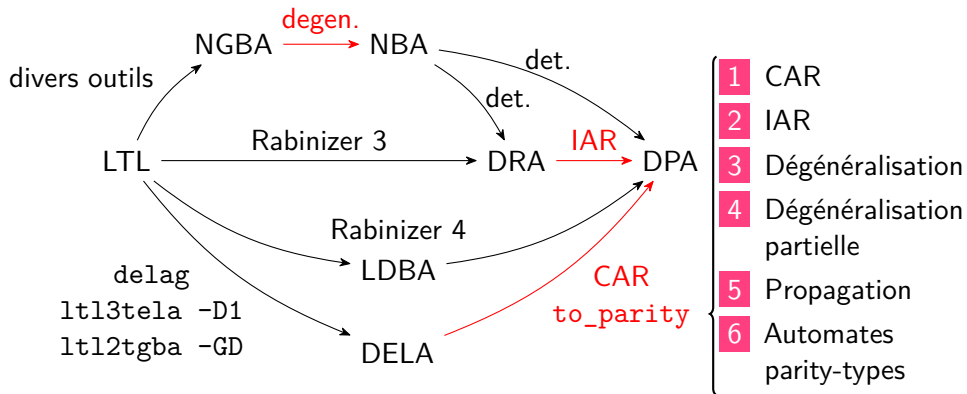 degen.
NGBA
NBA
divers outils
det.
det.
Rabinizer 3
IAR
LTL
DRA
DPA
Rabinizer 4
LDBA
delag
ltl3tela -D1
ltl2tgba -GD
CAR
to_parity
DELA
1 CAR
2 IAR
3 Dégénéralisation
4 Dégénéralisation
partielle
5 Propagation
6 Automates
parity-types